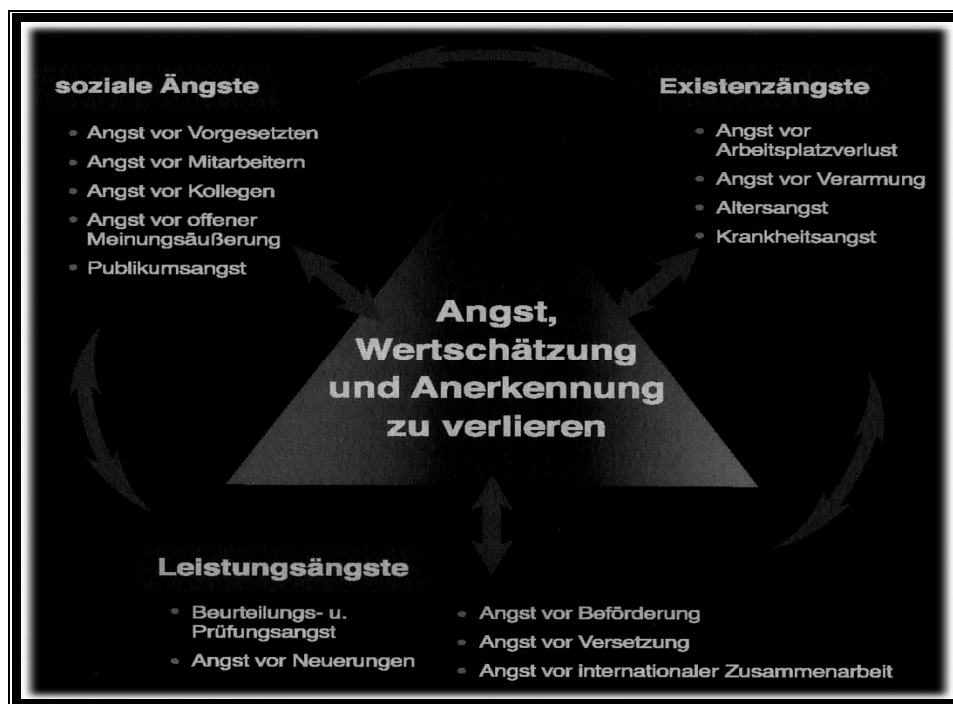 soziale Ängste
• Angst vor Vorgesetzten
• Angst vor Mitarbeitern
• Angst vor Kollegen
• Angst vor offener
Meinungsäußerung
• Publikumsangst
Existenzängste
• Angst vor
Arbeitsplatzverlust
• Angst vor Verarmung
• Altersangst
• Krankheitsangst
Angst,
Wertschätzung
und Anerkennung
zu verlieren
Leistungsängste
• Beurteilungs- u.
Prüfungsangst
• Angst vor Neuerungen
• Angst vor Beförderung
• Angst vor Versetzung
• Angst vor internationaler Zusammenarbeit